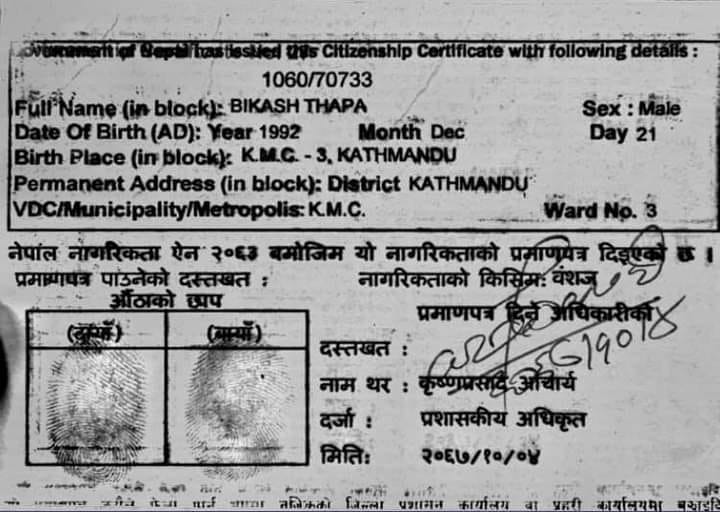 Government of Nepal has issued this Citizenship Certificate with following details :
1060/70733
Full Name (in block): BIKASH THAPA Sex : Male
Date Of Birth (AD): Year 1992 Month Dec Day 21
Birth Place (in block): K.M.C. - 3, KATHMANDU
Permanent Address (in block): District KATHMANDU
VDC/Municipality/Metropolis: K.M.C. Ward No. 3
नेपाल नागरिकता ऐन २०६३ बमोजिम यो नागरिकताको प्रमाणपत्र दिइएको छ ।
प्रमाणपत्र पाउनेको दस्तखत : नागरिकताको किसिम: वंशज
औंठाको छाप प्रमाणपत्र दिने अधिकारीको
(दायाँ) (बायाँ)
दस्तखत :
नाम थर : कृष्णप्रसाद आचार्य
दर्जा : प्रशासकीय अधिकृत
मिति: २०६७/१०/०४
जिल्ला प्रशासन कार्यालय वा प्रहरी कार्यालयमा